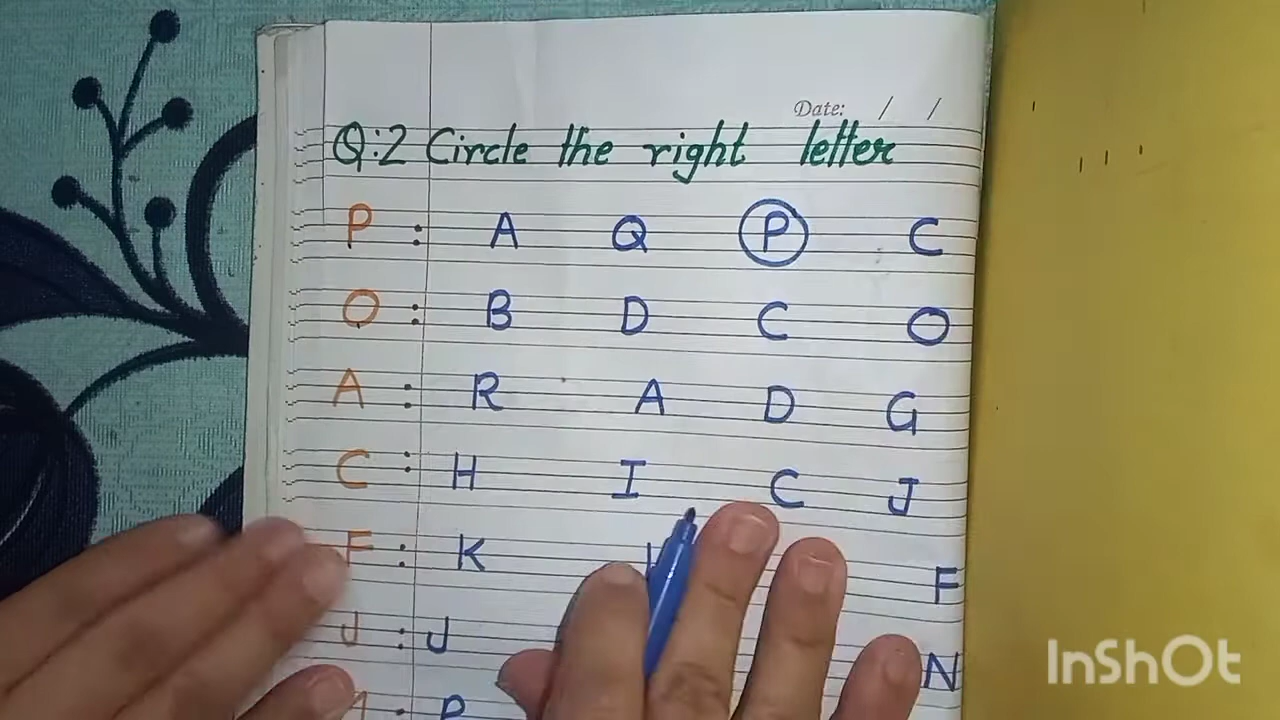 Date: / /
Q:2 Circle the right letter
P : A Q P C
O : B D C O
A : R A D G
C : H I C J
F : K F
J : J N
: P
InShOt